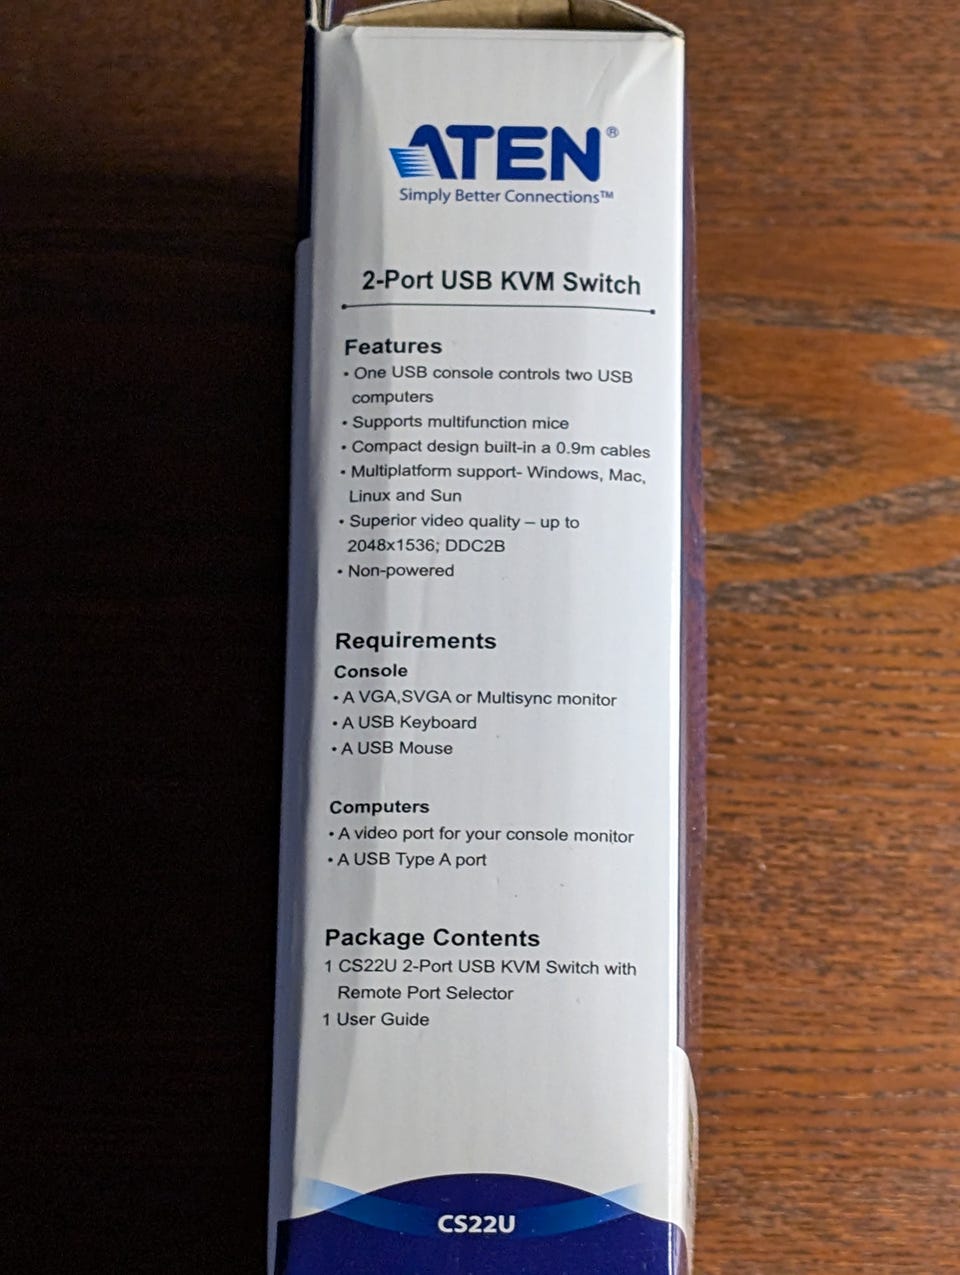 ATEN®
Simply Better Connections™
2-Port USB KVM Switch
Features
• One USB console controls two USB
computers
• Supports multifunction mice
• Compact design built-in a 0.9m cables
• Multiplatform support- Windows, Mac,
Linux and Sun
• Superior video quality – up to
2048x1536; DDC2B
• Non-powered
Requirements
Console
• A VGA,SVGA or Multisync monitor
• A USB Keyboard
• A USB Mouse
Computers
• A video port for your console monitor
• A USB Type A port
Package Contents
1 CS22U 2-Port USB KVM Switch with
Remote Port Selector
1 User Guide
CS22U